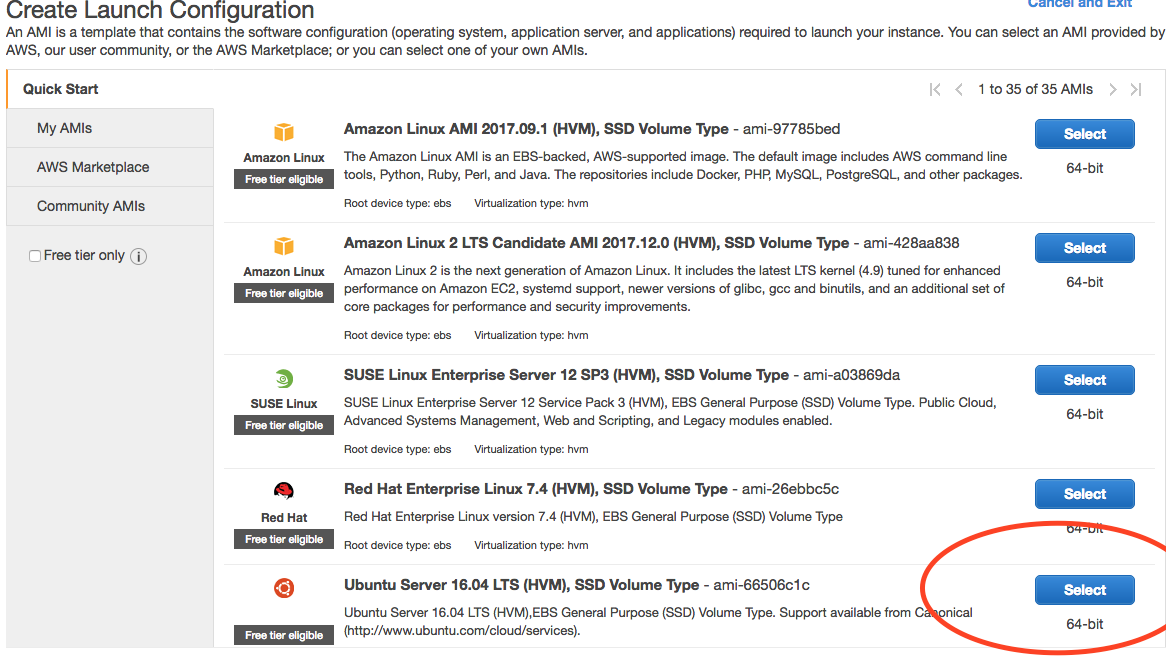 Create Launch Configuration
Cancel and Exit
An AMI is a template that contains the software configuration (operating system, application server, and applications) required to launch your instance. You can select an AMI provided by
AWS, our user community, or the AWS Marketplace; or you can select one of your own AMIs.
Quick Start
1 to 35 of 35 AMIs
My AMIs
AWS Marketplace
Community AMIs
Free tier only
Amazon Linux
Free tier eligible
Amazon Linux AMI 2017.09.1 (HVM), SSD Volume Type - ami-97785bed
The Amazon Linux AMI is an EBS-backed, AWS-supported image. The default image includes AWS command line
tools, Python, Ruby, Perl, and Java. The repositories include Docker, PHP, MySQL, PostgreSQL, and other packages.
Root device type: ebs Virtualization type: hvm
Select
64-bit
Amazon Linux
Free tier eligible
Amazon Linux 2 LTS Candidate AMI 2017.12.0 (HVM), SSD Volume Type - ami-428aa838
Amazon Linux 2 is the next generation of Amazon Linux. It includes the latest LTS kernel (4.9) tuned for enhanced
performance on Amazon EC2, systemd support, newer versions of glibc, gcc and binutils, and an additional set of
core packages for performance and security improvements.
Root device type: ebs Virtualization type: hvm
Select
64-bit
SUSE Linux
Free tier eligible
SUSE Linux Enterprise Server 12 SP3 (HVM), SSD Volume Type - ami-a03869da
SUSE Linux Enterprise Server 12 Service Pack 3 (HVM), EBS General Purpose (SSD) Volume Type. Public Cloud,
Advanced Systems Management, Web and Scripting, and Legacy modules enabled.
Root device type: ebs Virtualization type: hvm
Select
64-bit
Red Hat
Free tier eligible
Red Hat Enterprise Linux 7.4 (HVM), SSD Volume Type - ami-26ebbc5c
Red Hat Enterprise Linux version 7.4 (HVM), EBS General Purpose (SSD) Volume Type
Root device type: ebs Virtualization type: hvm
Select
64-bit
Free tier eligible
Ubuntu Server 16.04 LTS (HVM), SSD Volume Type - ami-66506c1c
Ubuntu Server 16.04 LTS (HVM),EBS General Purpose (SSD) Volume Type. Support available from Canonical
(http://www.ubuntu.com/cloud/services).
Select
64-bit